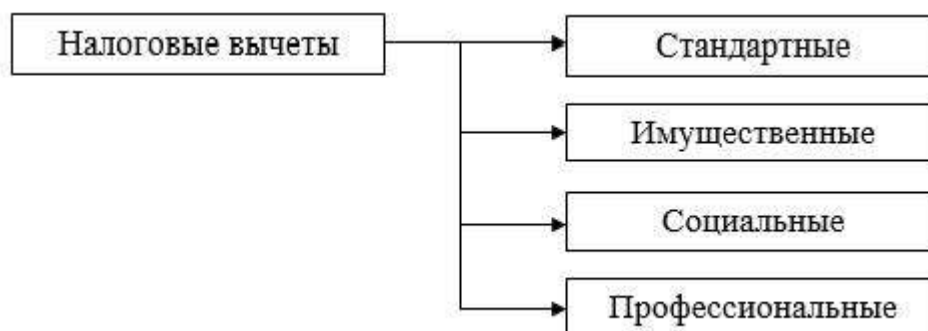 Налоговые вычеты
Стандартные
Имущественные
Социальные
Профессиональные